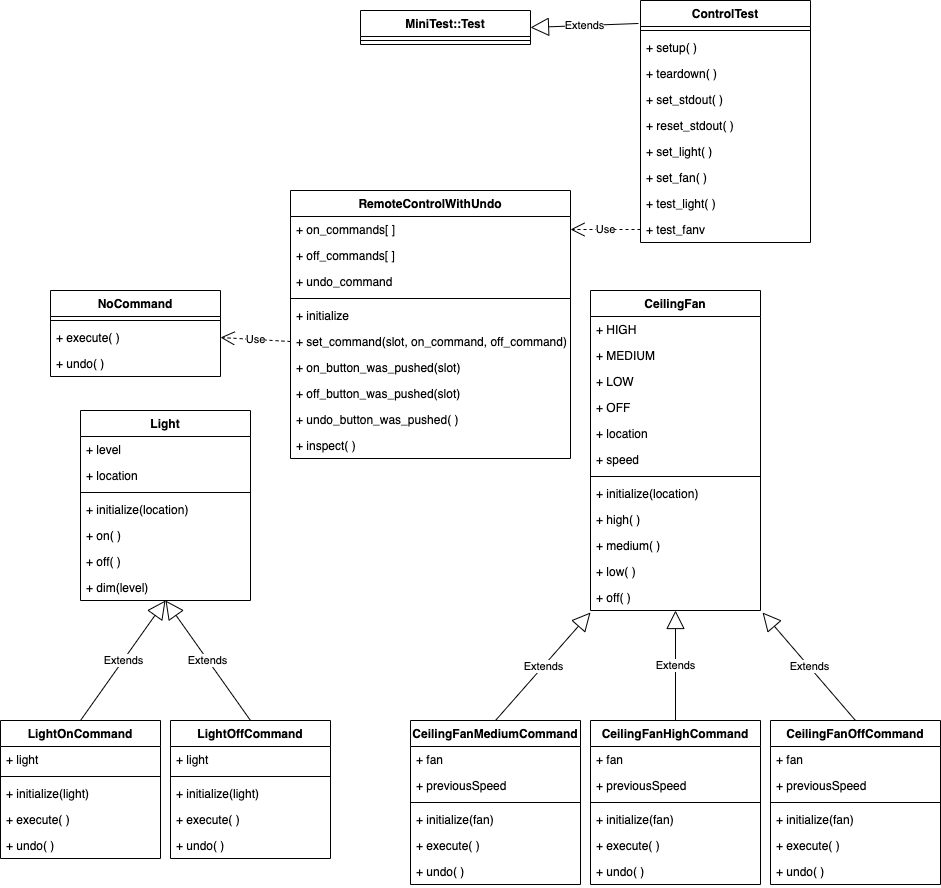 MiniTest::Test
Extends
ControlTest
+ setup( )
+ teardown( )
+ set_stdout( )
+ reset_stdout( )
+ set_light( )
+ set_fan( )
+ test_light( )
+ test_fanv
Use
RemoteControlWithUndo
+ on_commands[ ]
+ off_commands[ ]
+ undo_command
+ initialize
+ set_command(slot, on_command, off_command)
+ on_button_was_pushed(slot)
+ off_button_was_pushed(slot)
+ undo_button_was_pushed( )
+ inspect( )
Use
NoCommand
+ execute( )
+ undo( )
CeilingFan
+ HIGH
+ MEDIUM
+ LOW
+ OFF
+ location
+ speed
+ initialize(location)
+ high( )
+ medium( )
+ low( )
+ off( )
Light
+ level
+ location
+ initialize(location)
+ on( )
+ off( )
+ dim(level)
Extends
Extends
Extends
Extends
Extends
LightOnCommand
+ light
+ initialize(light)
+ execute( )
+ undo( )
LightOffCommand
+ light
+ initialize(light)
+ execute( )
+ undo( )
CeilingFanMediumCommand
+ fan
+ previousSpeed
+ initialize(fan)
+ execute( )
+ undo( )
CeilingFanHighCommand
+ fan
+ previousSpeed
+ initialize(fan)
+ execute( )
+ undo( )
CeilingFanOffCommand
+ fan
+ previousSpeed
+ initialize(fan)
+ execute( )
+ undo( )